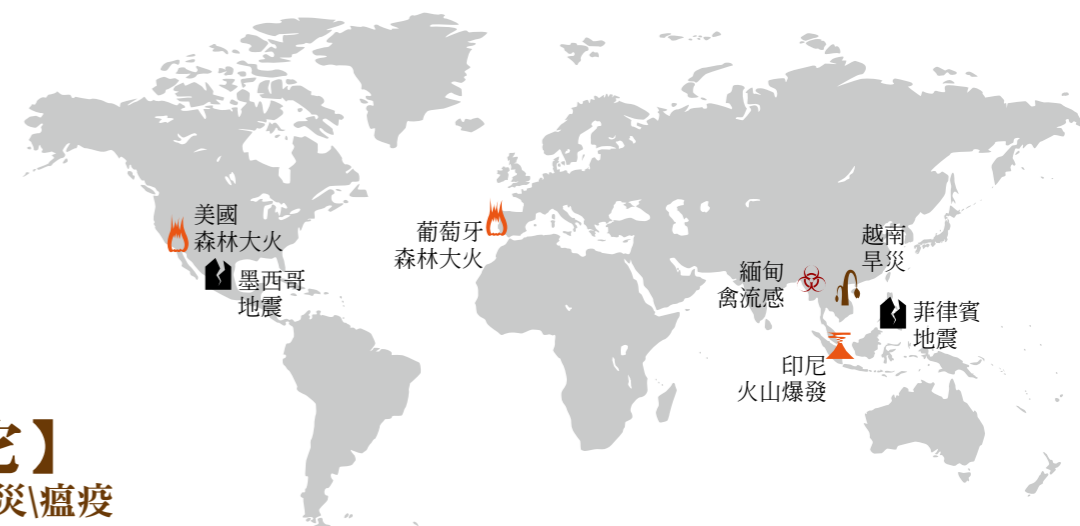 美國
森林大火
墨西哥
地震
葡萄牙
森林大火
緬甸
禽流感
越南
旱災
菲律賓
地震
印尼
火山爆發
】
災\瘟疫